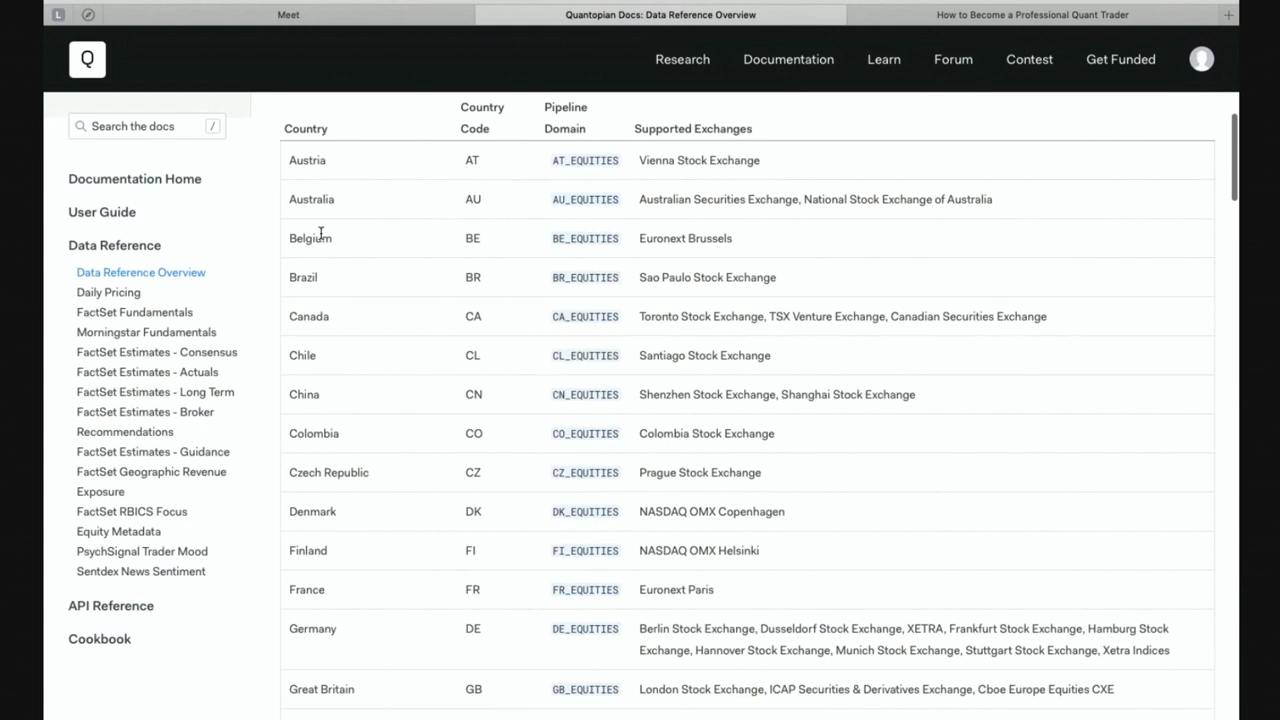 L
Meet
Quantopian Docs: Data Reference Overview
How to Become a Professional Quant Trader
+
Q
Research
Documentation
Learn
Forum
Contest
Get Funded
Search the docs
/
Documentation Home
User Guide
Data Reference
Data Reference Overview
Daily Pricing
FactSet Fundamentals
Morningstar Fundamentals
FactSet Estimates - Consensus
FactSet Estimates - Actuals
FactSet Estimates - Long Term
FactSet Estimates - Broker
Recommendations
FactSet Estimates - Guidance
FactSet Geographic Revenue
Exposure
FactSet RBICS Focus
Equity Metadata
PsychSignal Trader Mood
Sentdex News Sentiment
API Reference
Cookbook
Country Pipeline
Country Code Domain Supported Exchanges
Austria AT AT_EQUITIES Vienna Stock Exchange
Australia AU AU_EQUITIES Australian Securities Exchange, National Stock Exchange of Australia
Belgium BE BE_EQUITIES Euronext Brussels
Brazil BR BR_EQUITIES Sao Paulo Stock Exchange
Canada CA CA_EQUITIES Toronto Stock Exchange, TSX Venture Exchange, Canadian Securities Exchange
Chile CL CL_EQUITIES Santiago Stock Exchange
China CN CN_EQUITIES Shenzhen Stock Exchange, Shanghai Stock Exchange
Colombia CO CO_EQUITIES Colombia Stock Exchange
Czech Republic CZ CZ_EQUITIES Prague Stock Exchange
Denmark DK DK_EQUITIES NASDAQ OMX Copenhagen
Finland FI FI_EQUITIES NASDAQ OMX Helsinki
France FR FR_EQUITIES Euronext Paris
Germany DE DE_EQUITIES Berlin Stock Exchange, Dusseldorf Stock Exchange, XETRA, Frankfurt Stock Exchange, Hamburg Stock
Exchange, Hannover Stock Exchange, Munich Stock Exchange, Stuttgart Stock Exchange, Xetra Indices
Great Britain GB GB_EQUITIES London Stock Exchange, ICAP Securities & Derivatives Exchange, Cboe Europe Equities CXE